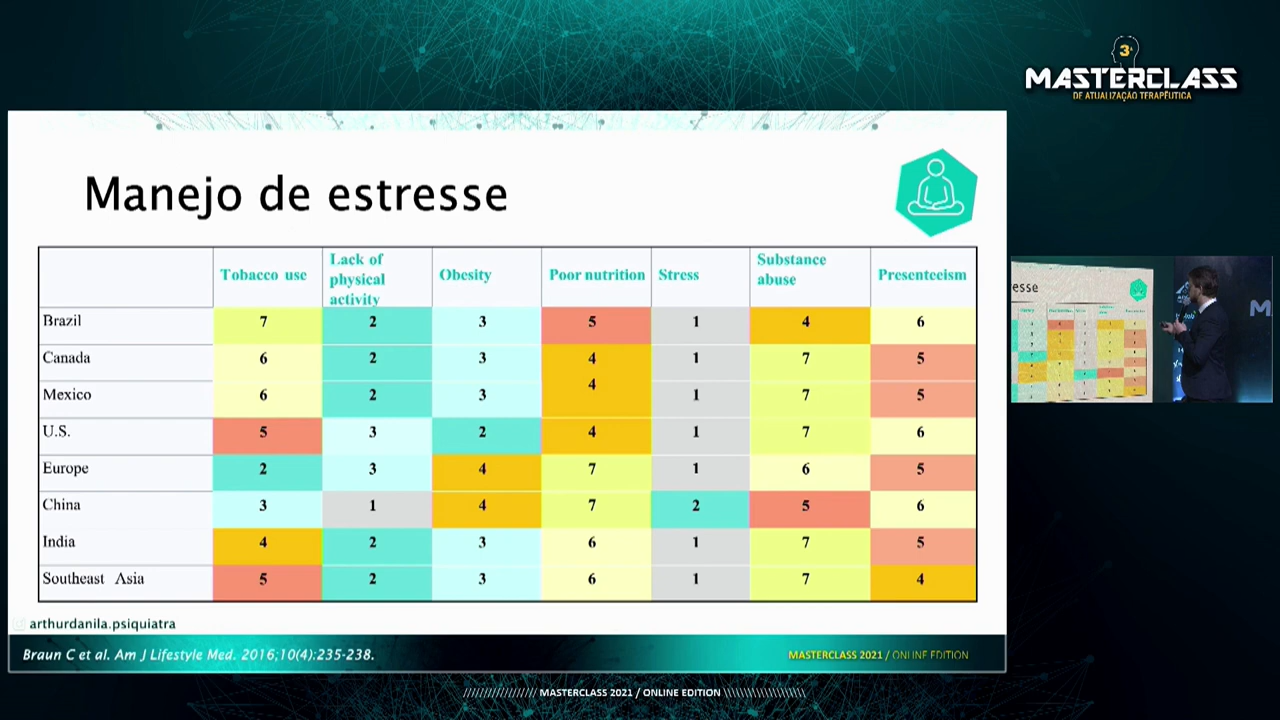 3ª
MASTERCLASS
DE ATUALIZAÇÃO TERAPÊUTICA
Manejo de estresse
Tobacco use Lack of physical activity Obesity Poor nutrition Stress Substance abuse Presenteeism
Brazil 7 2 3 5 1 4 6
Canada 6 2 3 4 1 7 5
Mexico 6 2 3 4 1 7 5
U.S. 5 3 2 4 1 7 6
Europe 2 3 4 7 1 6 5
China 3 1 4 7 2 5 6
India 4 2 3 6 1 7 5
Southeast Asia 5 2 3 6 1 7 4
esse
M
arthurdanila.psiquiatra
Braun C et al. Am J Lifestyle Med. 2016;10(4):235-238.
MASTERCLASS 2021 / ONLINE EDITION
/////////////////// MASTERCLASS 2021 / ONLINE EDITION \\\\\\\\\\\\\\\\\\\